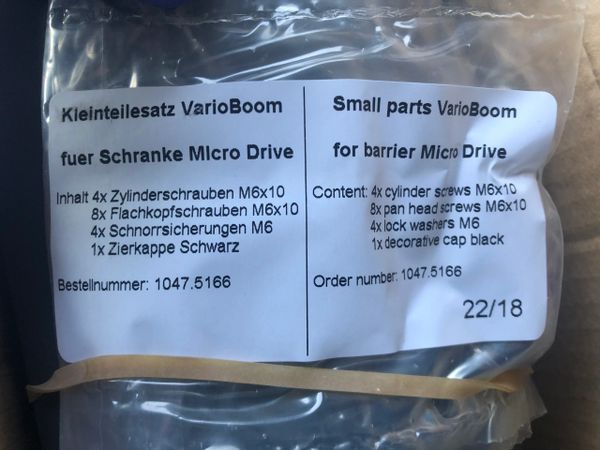 Kleinteilesatz VarioBoom
fuer Schranke MIcro Drive
Inhalt 4x Zylinderschrauben M6x10
8x Flachkopfschrauben M6x10
4x Schnorrsicherungen M6
1x Zierkappe Schwarz
Bestellnummer: 1047.5166
Small parts VarioBoom
for barrier Micro Drive
Content: 4x cylinder screws M6x10
8x pan head screws M6x10
4x lock washers M6
1x decorative cap black
Order number: 1047.5166
22/18